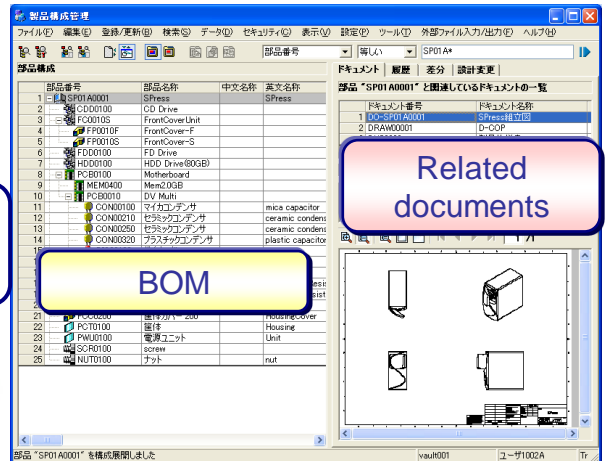 製品構成管理
ファイル(F) 編集(E) 登録/更新(B) 検索(S) データ(D) セキュリティ(C) 表示(V) 設定(P) ツール(T) 外部ファイル入力/出力(F) ヘルプ(H)
部品番号 等しい SP01A*
部品構成
部品番号 部品名称 中文名称 英文名称
1 SP01A0001 SPress SPress
2 CDD0100 CD Drive
3 FC0010S FrontCoverUnit
4 FP0010F FrontCover-F
5 FP0010S FrontCover-S
6 FDD0100 FD Drive
7 HDD0100 HDD Drive(80GB)
8 PCB0100 Motherboard
9 MEM0400 Mem2.0GB
10 PCB0010 DV Multi
11 CON00100 マイカコンデンサ mica capacitor
12 CON00210 セラミックコンデンサ ceramic condens
13 CON00250 セラミックコンデンサ ceramic condens
14 CON00320 プラスチックコンデンサ plastic capacitor
BOM
22 PCT0100 筐体 Housing
23 PWU0100 電源ユニット Unit
24 SCR0100 screw
25 NUT0100 ナット nut
部品 "SP01A0001" を構成展開しました
ドキュメント 履歴 差分 設計変更
部品 "SP01A0001" と関連しているドキュメントの一覧
ドキュメント番号 ドキュメント名称
1 DO-SP01A0001 SPress組立図
2 DRAW00001 D-COP
Related
documents
1 /1
vault001 ユーザ1002A Tr